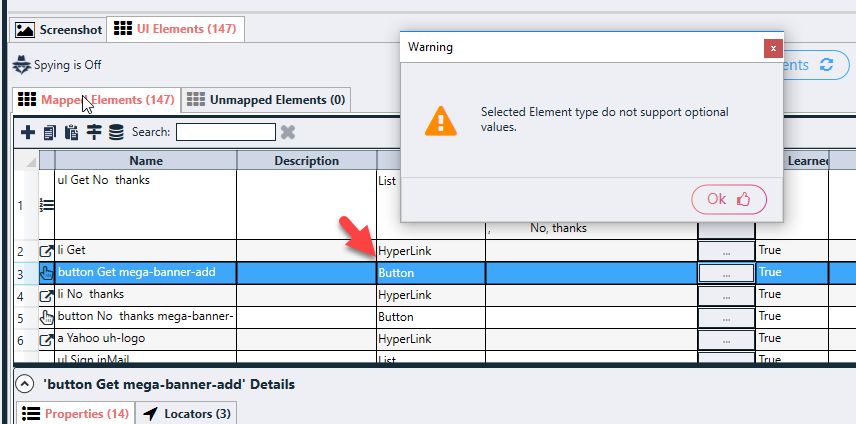 Screenshot
UI Elements (147)
Warning
x
Spying is Off
ents
Mapped Elements (147)
Unmapped Elements (0)
Selected Element type do not support optional
values.
Search:
Ok
Name
Description
Learned
1
ul Get No  thanks
List
,
No, thanks
2
li Get
HyperLink
...
True
3
button Get mega-banner-add
Button
...
True
4
li No  thanks
HyperLink
...
True
5
button No  thanks mega-banner-
Button
...
True
6
a Yahoo uh-logo
HyperLink
...
True
ul Sign inMail
List
True
'button Get mega-banner-add' Details
Properties (14)
Locators (3)